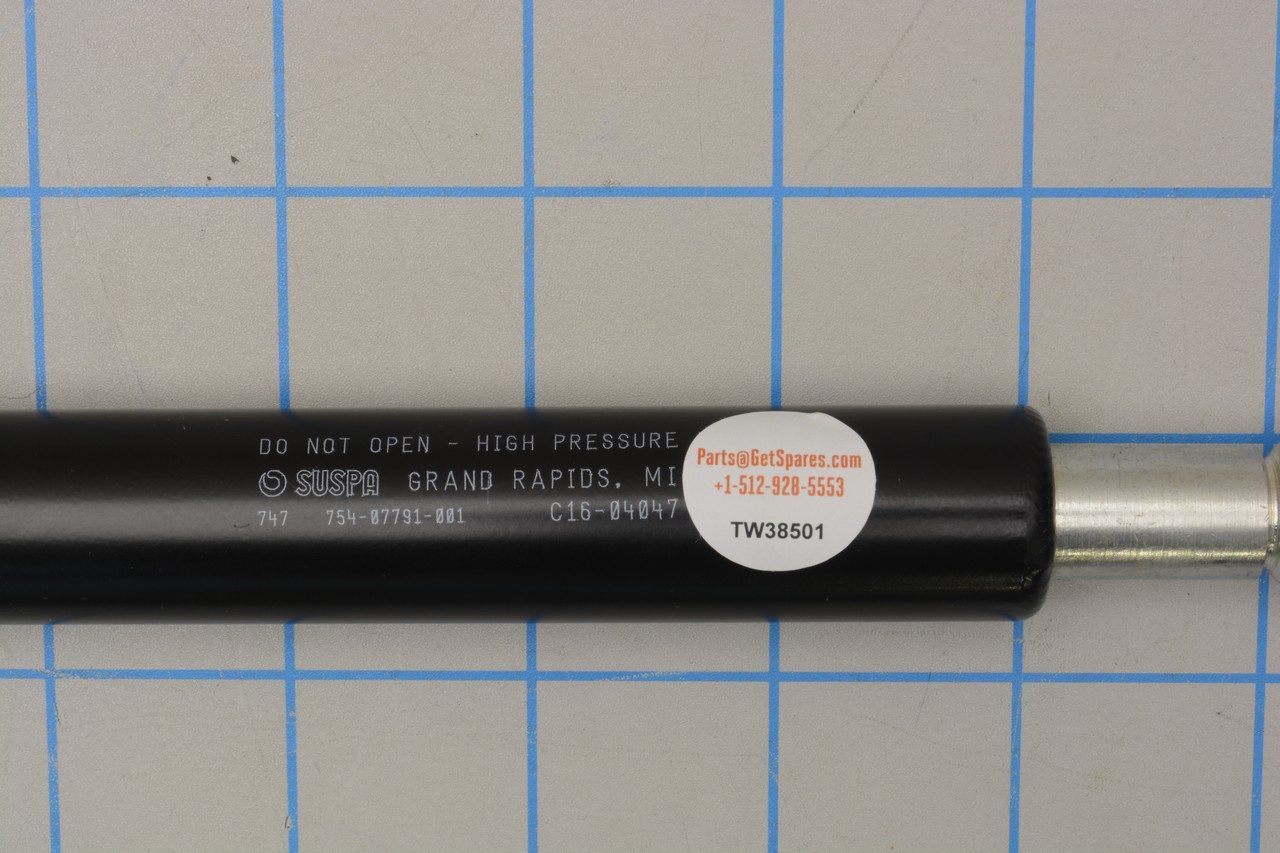 DO NOT OPEN - HIGH PRESSURE
SUSPA GRAND RAPIDS, MI
747 754-07791-001 C16-04047
Parts@GetSpares.com
+1-512-928-5553
TW38501